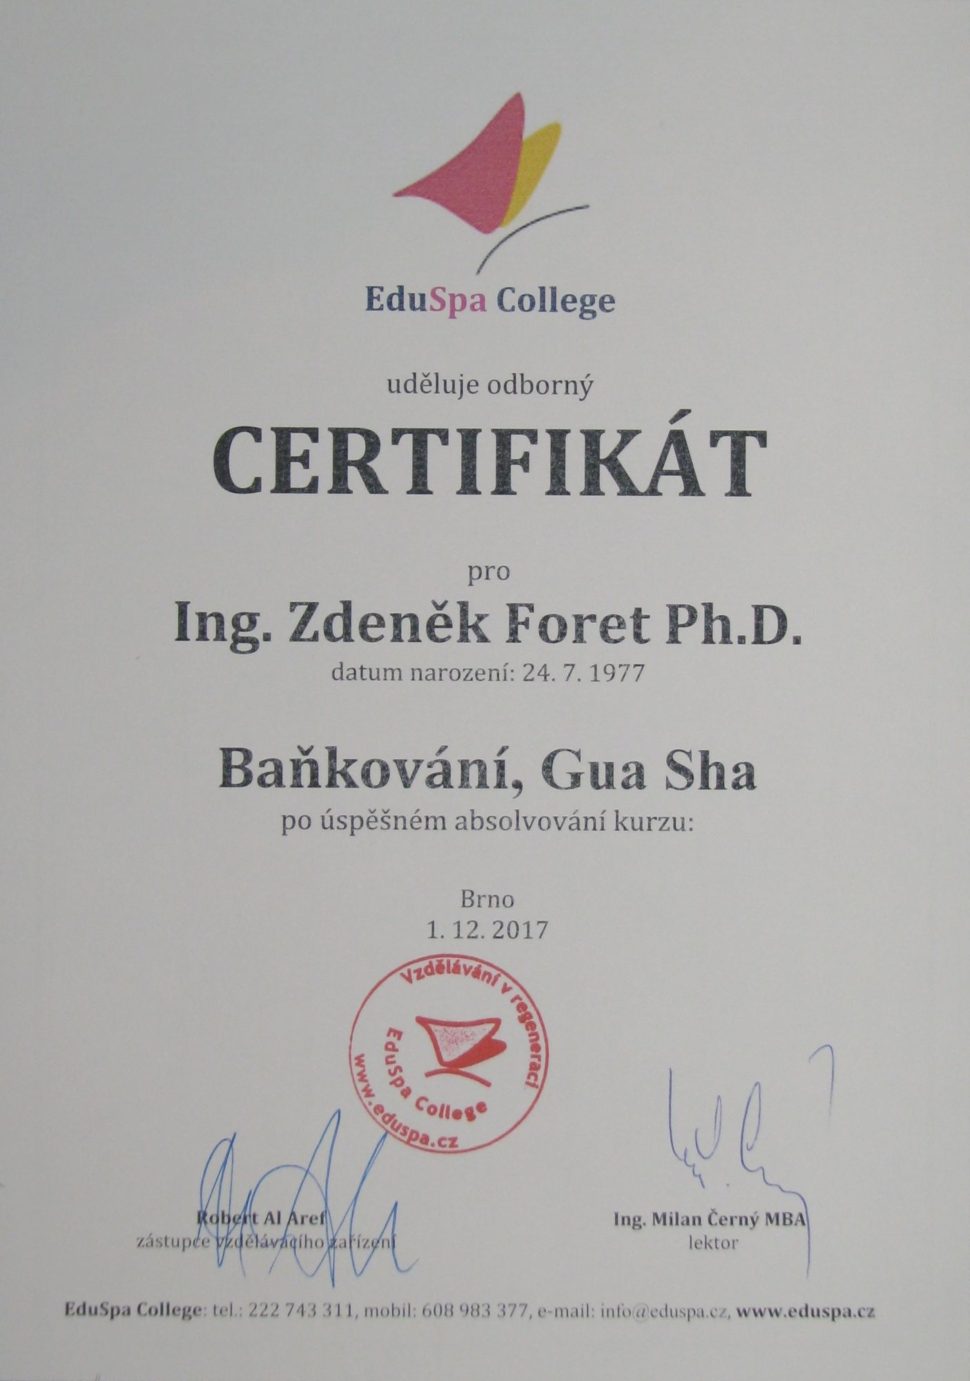 EduSpa College
uděluje odborný
CERTIFIKÁT
pro
Ing. Zdeněk Foret Ph.D.
datum narození: 24. 7. 1977
Baňkování, Gua Sha
po úspěšném absolvování kurzu:
Brno
1. 12. 2017
Vzdělávání v regeneraci
EduSpa College
www.eduspa.cz
Robert Al Aref
zástupce vzdělávacího zařízení
Ing. Milan Černý MBA
lektor
EduSpa College: tel.: 222 743 311, mobil: 608 983 377, e-mail: info@eduspa.cz, www.eduspa.cz